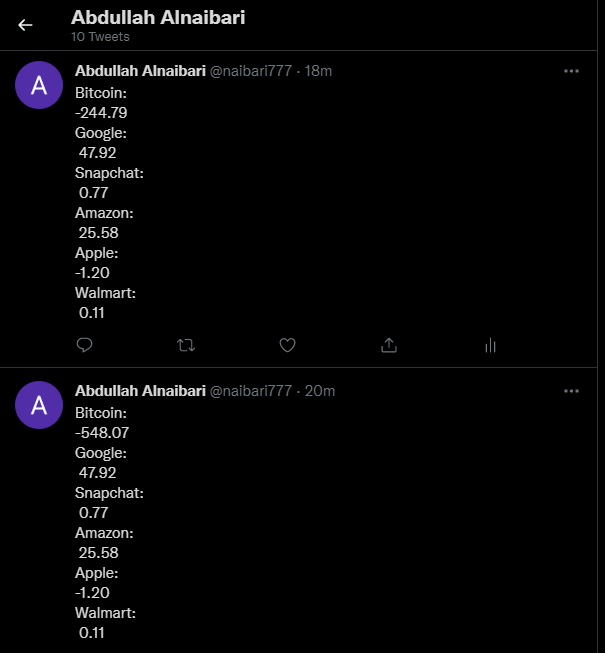 Abdullah Alnaibari
10 Tweets
A
Abdullah Alnaibari @naibari777 · 18m
Bitcoin:
-244.79
Google:
47.92
Snapchat:
0.77
Amazon:
25.58
Apple:
-1.20
Walmart:
0.11
A
Abdullah Alnaibari @naibari777 · 20m
Bitcoin:
-548.07
Google:
47.92
Snapchat:
0.77
Amazon:
25.58
Apple:
-1.20
Walmart:
0.11